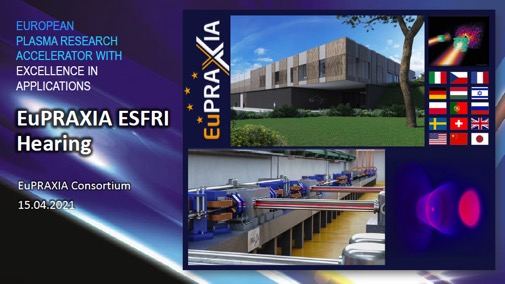 EUROPEAN
PLASMA RESEARCH
ACCELERATOR WITH
EXCELLENCE IN
APPLICATIONS
EuPRAXIA ESFRI
Hearing
EuPRAXIA Consortium
15.04.2021
EuPRAXIA